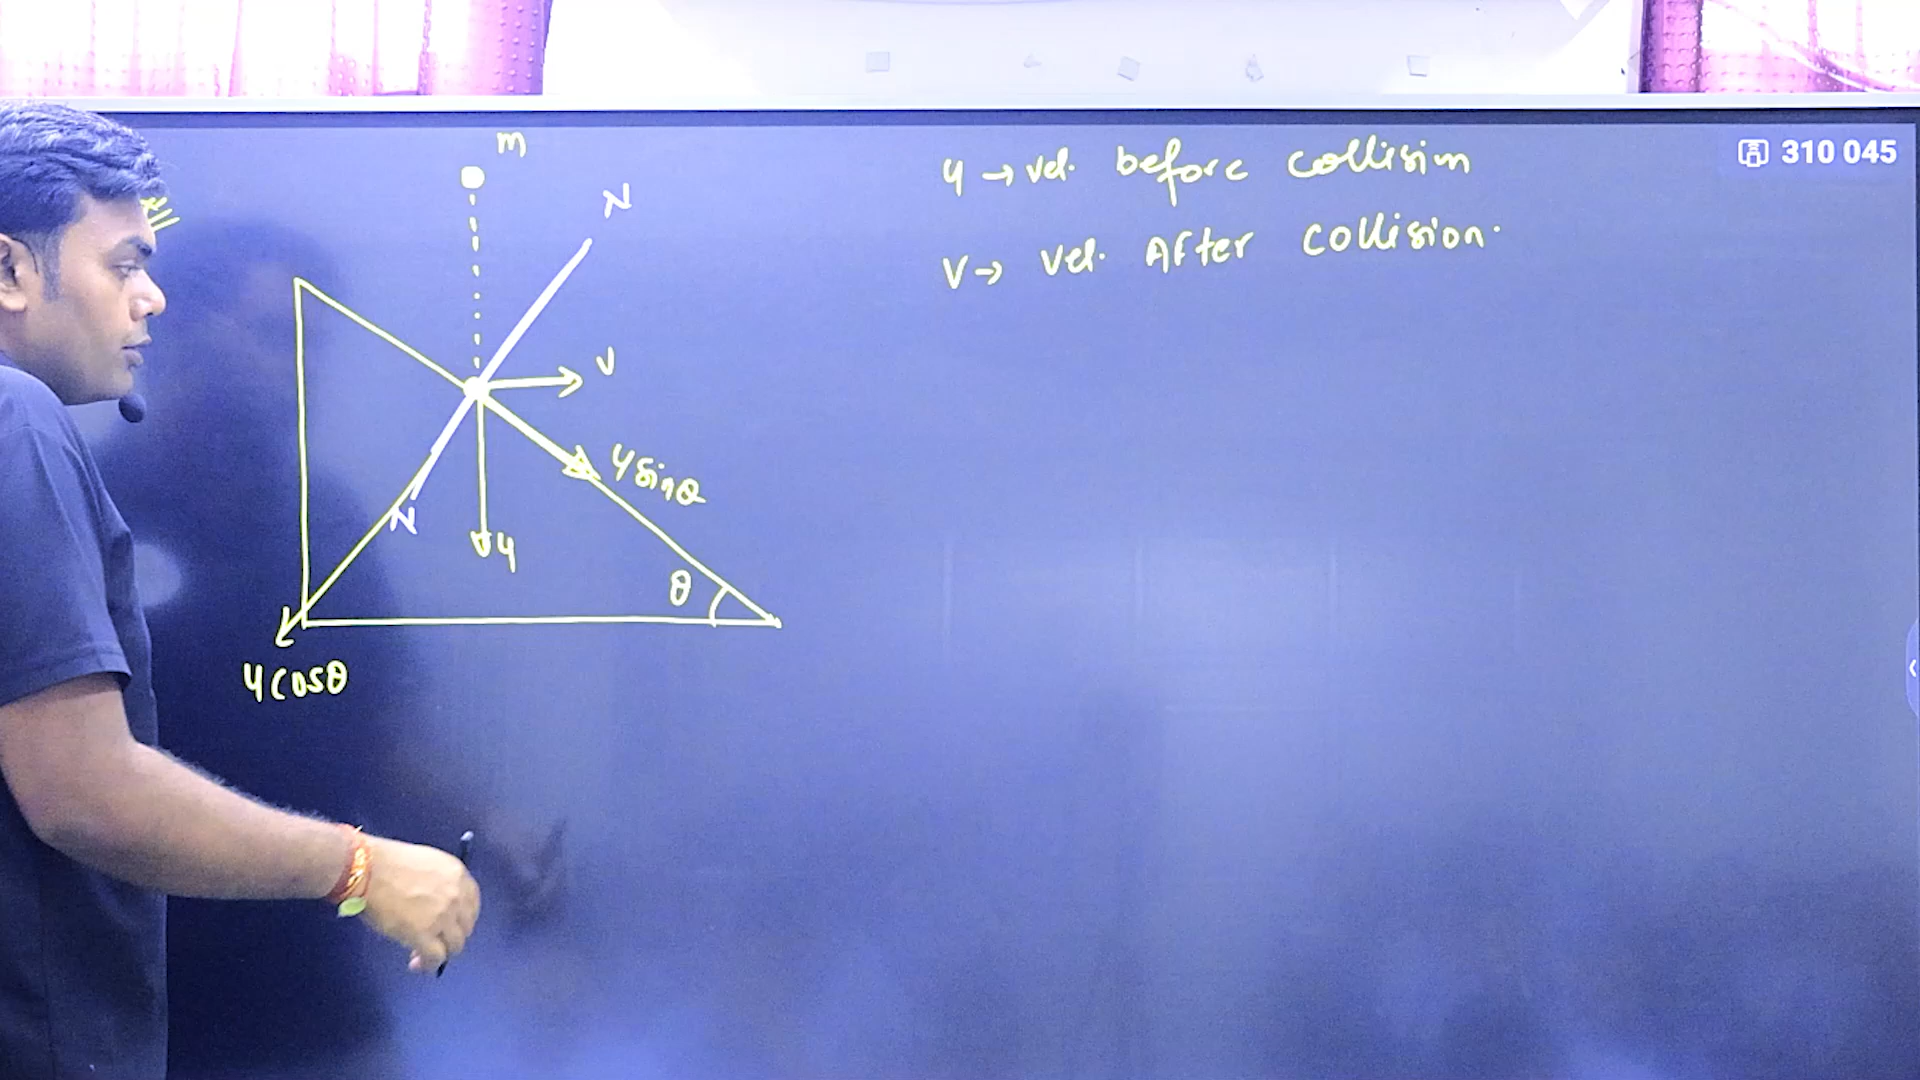 m
N
u → vel. before collision
v → vel. After collision.
310 045
v
u sinθ
N
u
θ
u cosθ